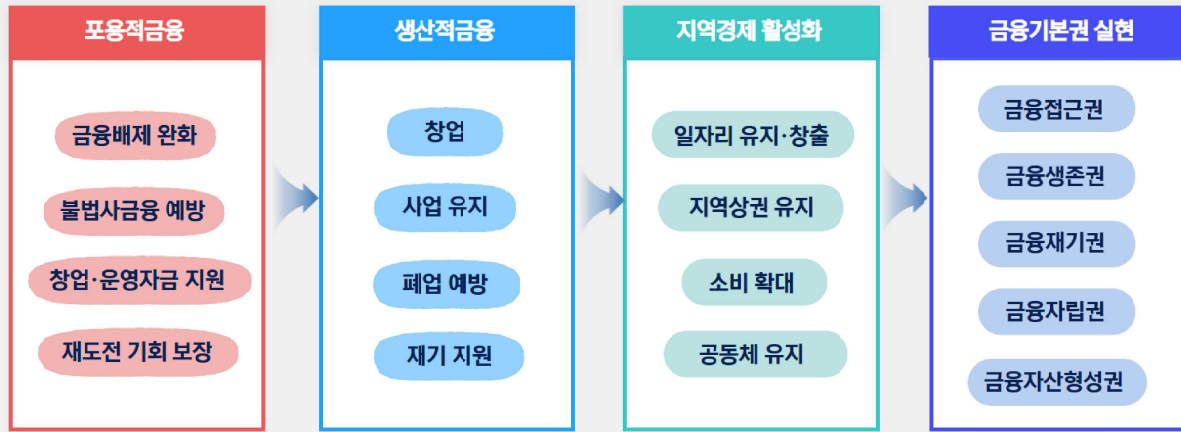 포용적금융
금융배제 완화
불법사금융 예방
창업·운영자금 지원
재도전 기회 보장
생산적금융
창업
사업 유지
폐업 예방
재기 지원
지역경제 활성화
일자리 유지·창출
지역상권 유지
소비 확대
공동체 유지
금융기본권 실현
금융접근권
금융생존권
금융재기권
금융자립권
금융자산형성권